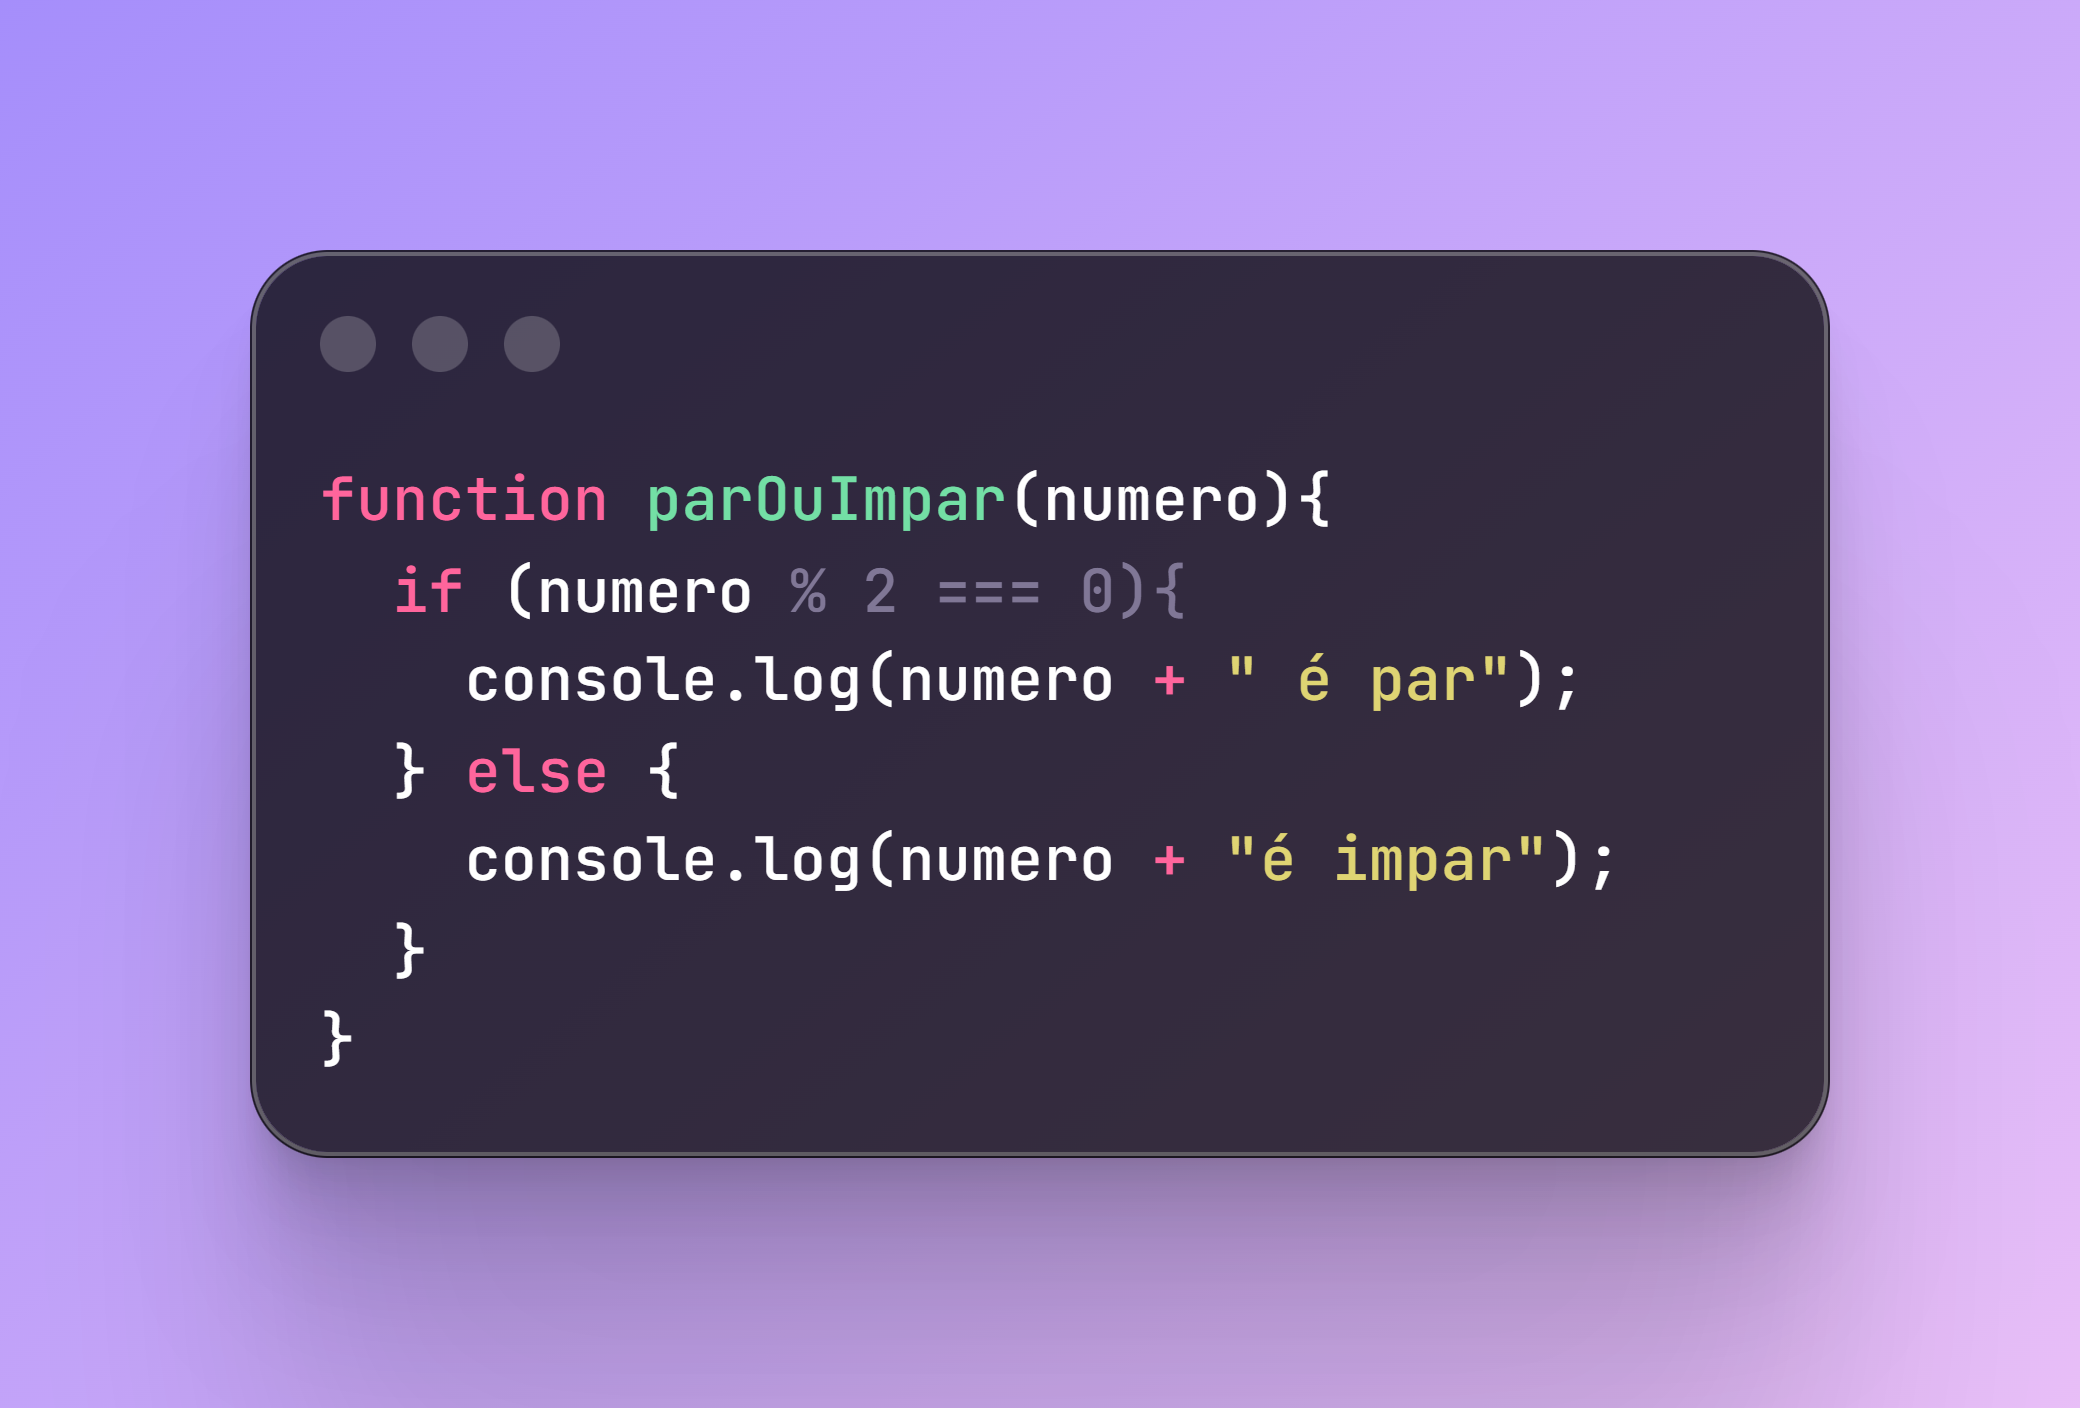 function parOuImpar(numero){
  if (numero % 2 === 0){
    console.log(numero + " é par");
  } else {
    console.log(numero + "é impar");
  }
}